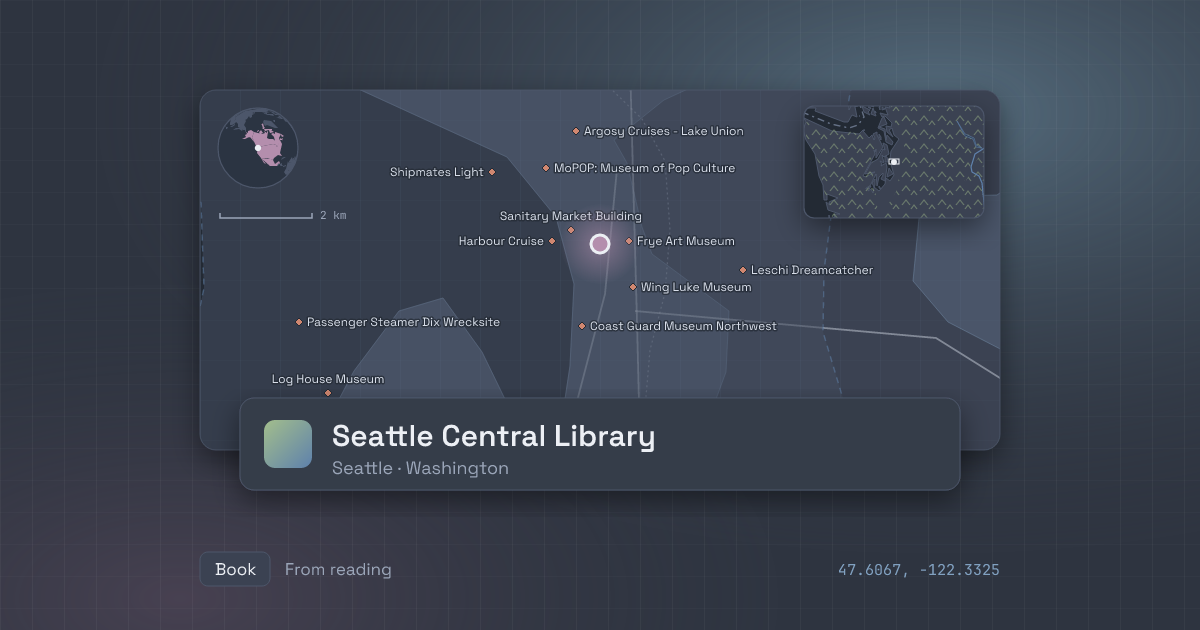 Argosy Cruises - Lake Union
MoPOP: Museum of Pop Culture
Shipmates Light
2 km
Sanitary Market Building
Harbour Cruise
Frye Art Museum
Leschi Dreamcatcher
Wing Luke Museum
Passenger Steamer Dix Wrecksite
Coast Guard Museum Northwest
Log House Museum
Seattle Central Library
Seattle · Washington
Book
From reading
47.6067, -122.3325